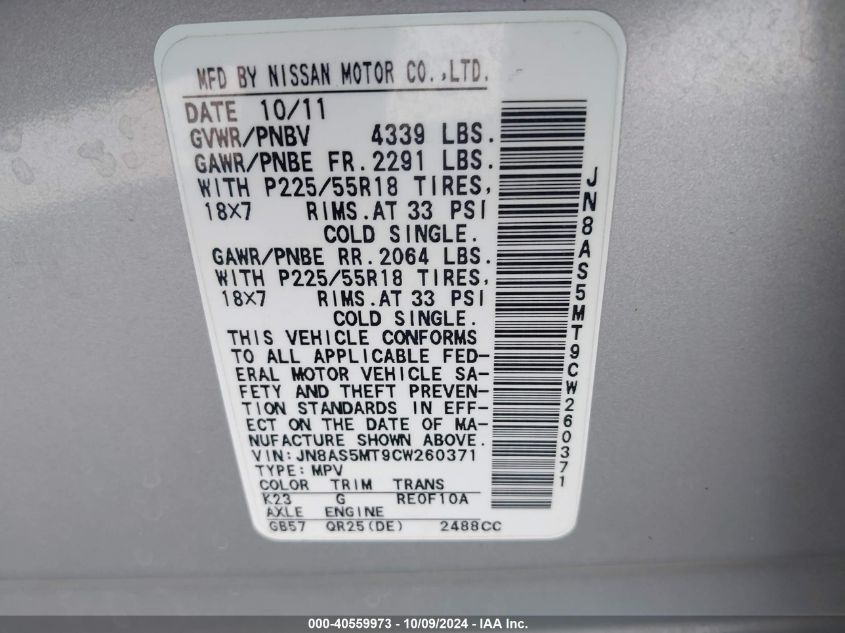 MFD BY NISSAN MOTOR CO.,LTD.
DATE 10/11
GVWR/PNBV 4339 LBS.
GAWR/PNBE FR.2291 LBS.
WITH P225/55R18 TIRES,
18X7 RIMS.AT 33 PSI
COLD SINGLE.
GAWR/PNBE RR.2064 LBS.
WITH P225/55R18 TIRES,
18X7 RIMS.AT 33 PSI
COLD SINGLE.
THIS VEHICLE CONFORMS
TO ALL APPLICABLE FED-
ERAL MOTOR VEHICLE SA-
FETY AND THEFT PREVEN-
TION STANDARDS IN EFF-
ECT ON THE DATE OF MA-
NUFACTURE SHOWN ABOVE.
VIN:JN8AS5MT9CW260371
TYPE:MPV
COLOR TRIM TRANS
K23 G RE0F10A
AXLE ENGINE
GB57 QR25(DE) 2488CC
JN8AS5MT9CW260371
000-40559973 - 10/09/2024 - IAA Inc.